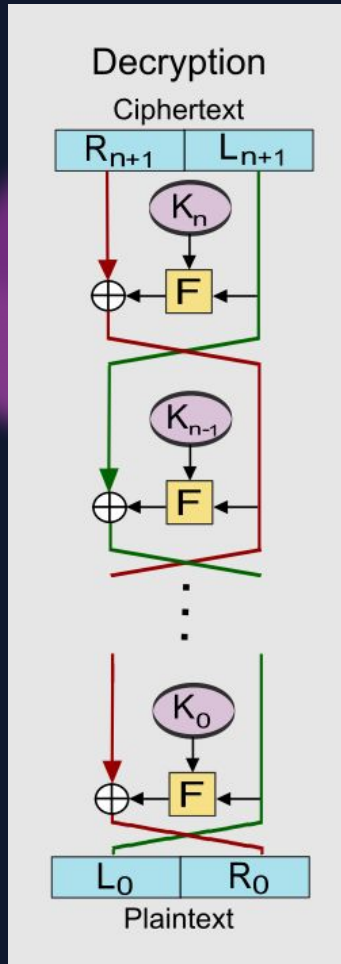 Decryption
Ciphertext
Rₙ₊₁ Lₙ₊₁
Kₙ
F
Kₙ₋₁
F
K₀
F
L₀ R₀
Plaintext